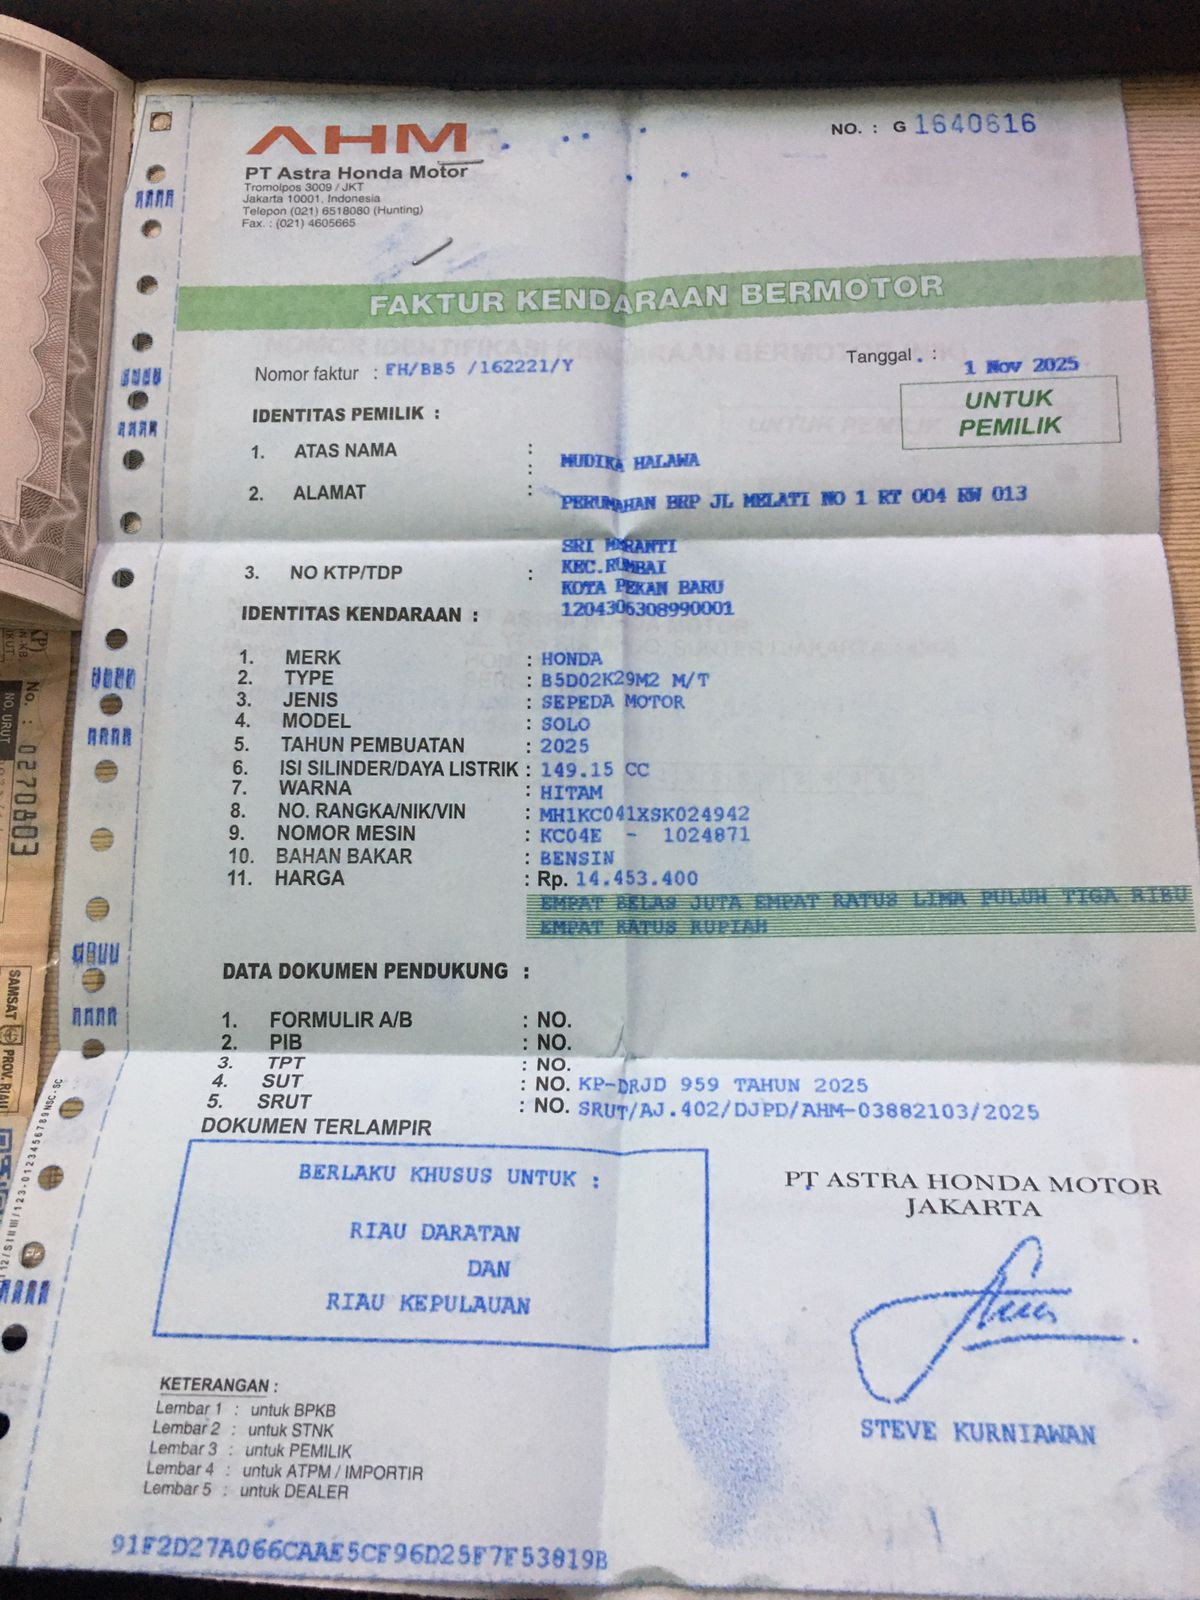 AHM
PT Astra Honda Motor
Tromolpos 3009 / JKT
Jakarta 10001, Indonesia
Telepon (021) 6518080 (Hunting)
Fax. : (021) 4605665
NO. : G 1640616
FAKTUR KENDARAAN BERMOTOR
Nomor faktur : FH/BB5 /162221/Y
Tanggal . : 1 Nov 2025
UNTUK
PEMILIK
IDENTITAS PEMILIK :
1. ATAS NAMA : MUDIKA HALAWA
2. ALAMAT : PERUMAHAN BRP JL MELATI NO 1 RT 004 RW 013
SRI MERANTI
KEC.RUMBAI
KOTA PEKAN BARU
3. NO KTP/TDP : 1204306308990001
IDENTITAS KENDARAAN :
1. MERK : HONDA
2. TYPE : B5D02K29M2 M/T
3. JENIS : SEPEDA MOTOR
4. MODEL : SOLO
5. TAHUN PEMBUATAN : 2025
6. ISI SILINDER/DAYA LISTRIK : 149.15 CC
7. WARNA : HITAM
8. NO. RANGKA/NIK/VIN : MH1KC041XSK024942
9. NOMOR MESIN : KC04E - 1024871
10. BAHAN BAKAR : BENSIN
11. HARGA : Rp. 14.453.400
EMPAT BELAS JUTA EMPAT RATUS LIMA PULUH TIGA RIBU
EMPAT RATUS RUPIAH
DATA DOKUMEN PENDUKUNG :
1. FORMULIR A/B : NO.
2. PIB : NO.
3. TPT : NO.
4. SUT : NO. KP-DRJD 959 TAHUN 2025
5. SRUT : NO. SRUT/AJ.402/DJPD/AHM-03882103/2025
DOKUMEN TERLAMPIR
BERLAKU KHUSUS UNTUK :
RIAU DARATAN
DAN
RIAU KEPULAUAN
PT ASTRA HONDA MOTOR
JAKARTA
STEVE KURNIAWAN
KETERANGAN :
Lembar 1 : untuk BPKB
Lembar 2 : untuk STNK
Lembar 3 : untuk PEMILIK
Lembar 4 : untuk ATPM / IMPORTIR
Lembar 5 : untuk DEALER
91F2D27A066CAAE5CF96D25F7F53819B
No. : 0270803
NO. URUT
SAMSAT PROV. RIAU